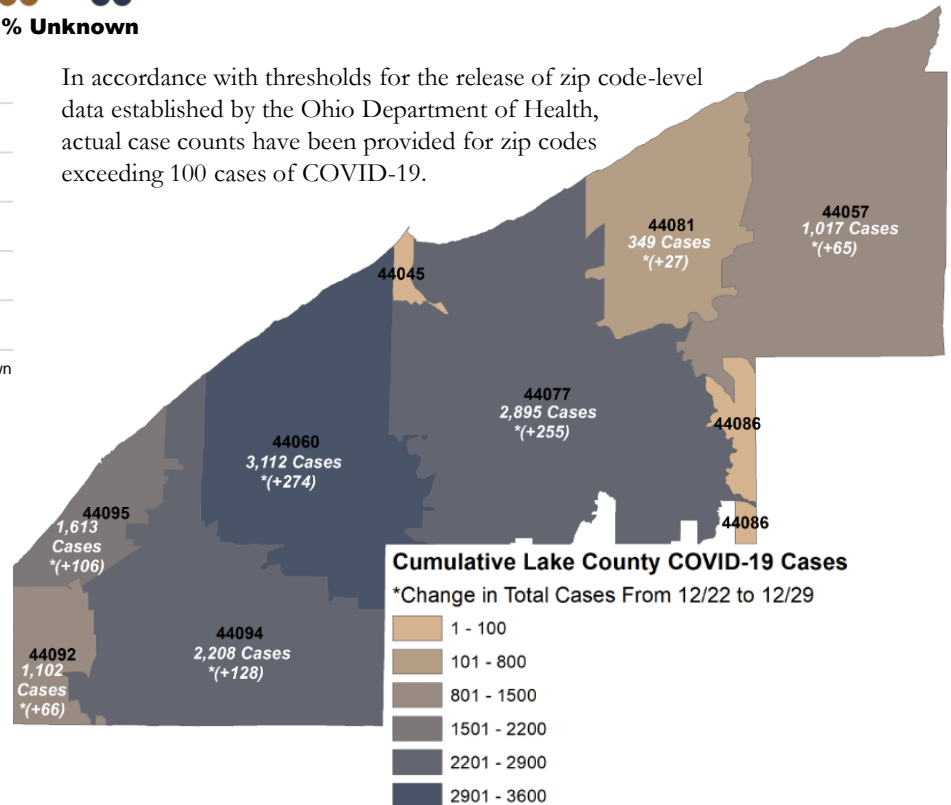 % Unknown
In accordance with thresholds for the release of zip code-level
data established by the Ohio Department of Health,
actual case counts have been provided for zip codes
exceeding 100 cases of COVID-19.
wn
44057
1,017 Cases
*(+65)
44081
349 Cases
*(+27)
44045
44077
2,895 Cases
*(+255)
44086
44086
44060
3,112 Cases
*(+274)
44095
1,613
Cases
*(+106)
44094
2,208 Cases
*(+128)
44092
1,102
Cases
*(+66)
Cumulative Lake County COVID-19 Cases
*Change in Total Cases From 12/22 to 12/29
1 - 100
101 - 800
801 - 1500
1501 - 2200
2201 - 2900
2901 - 3600